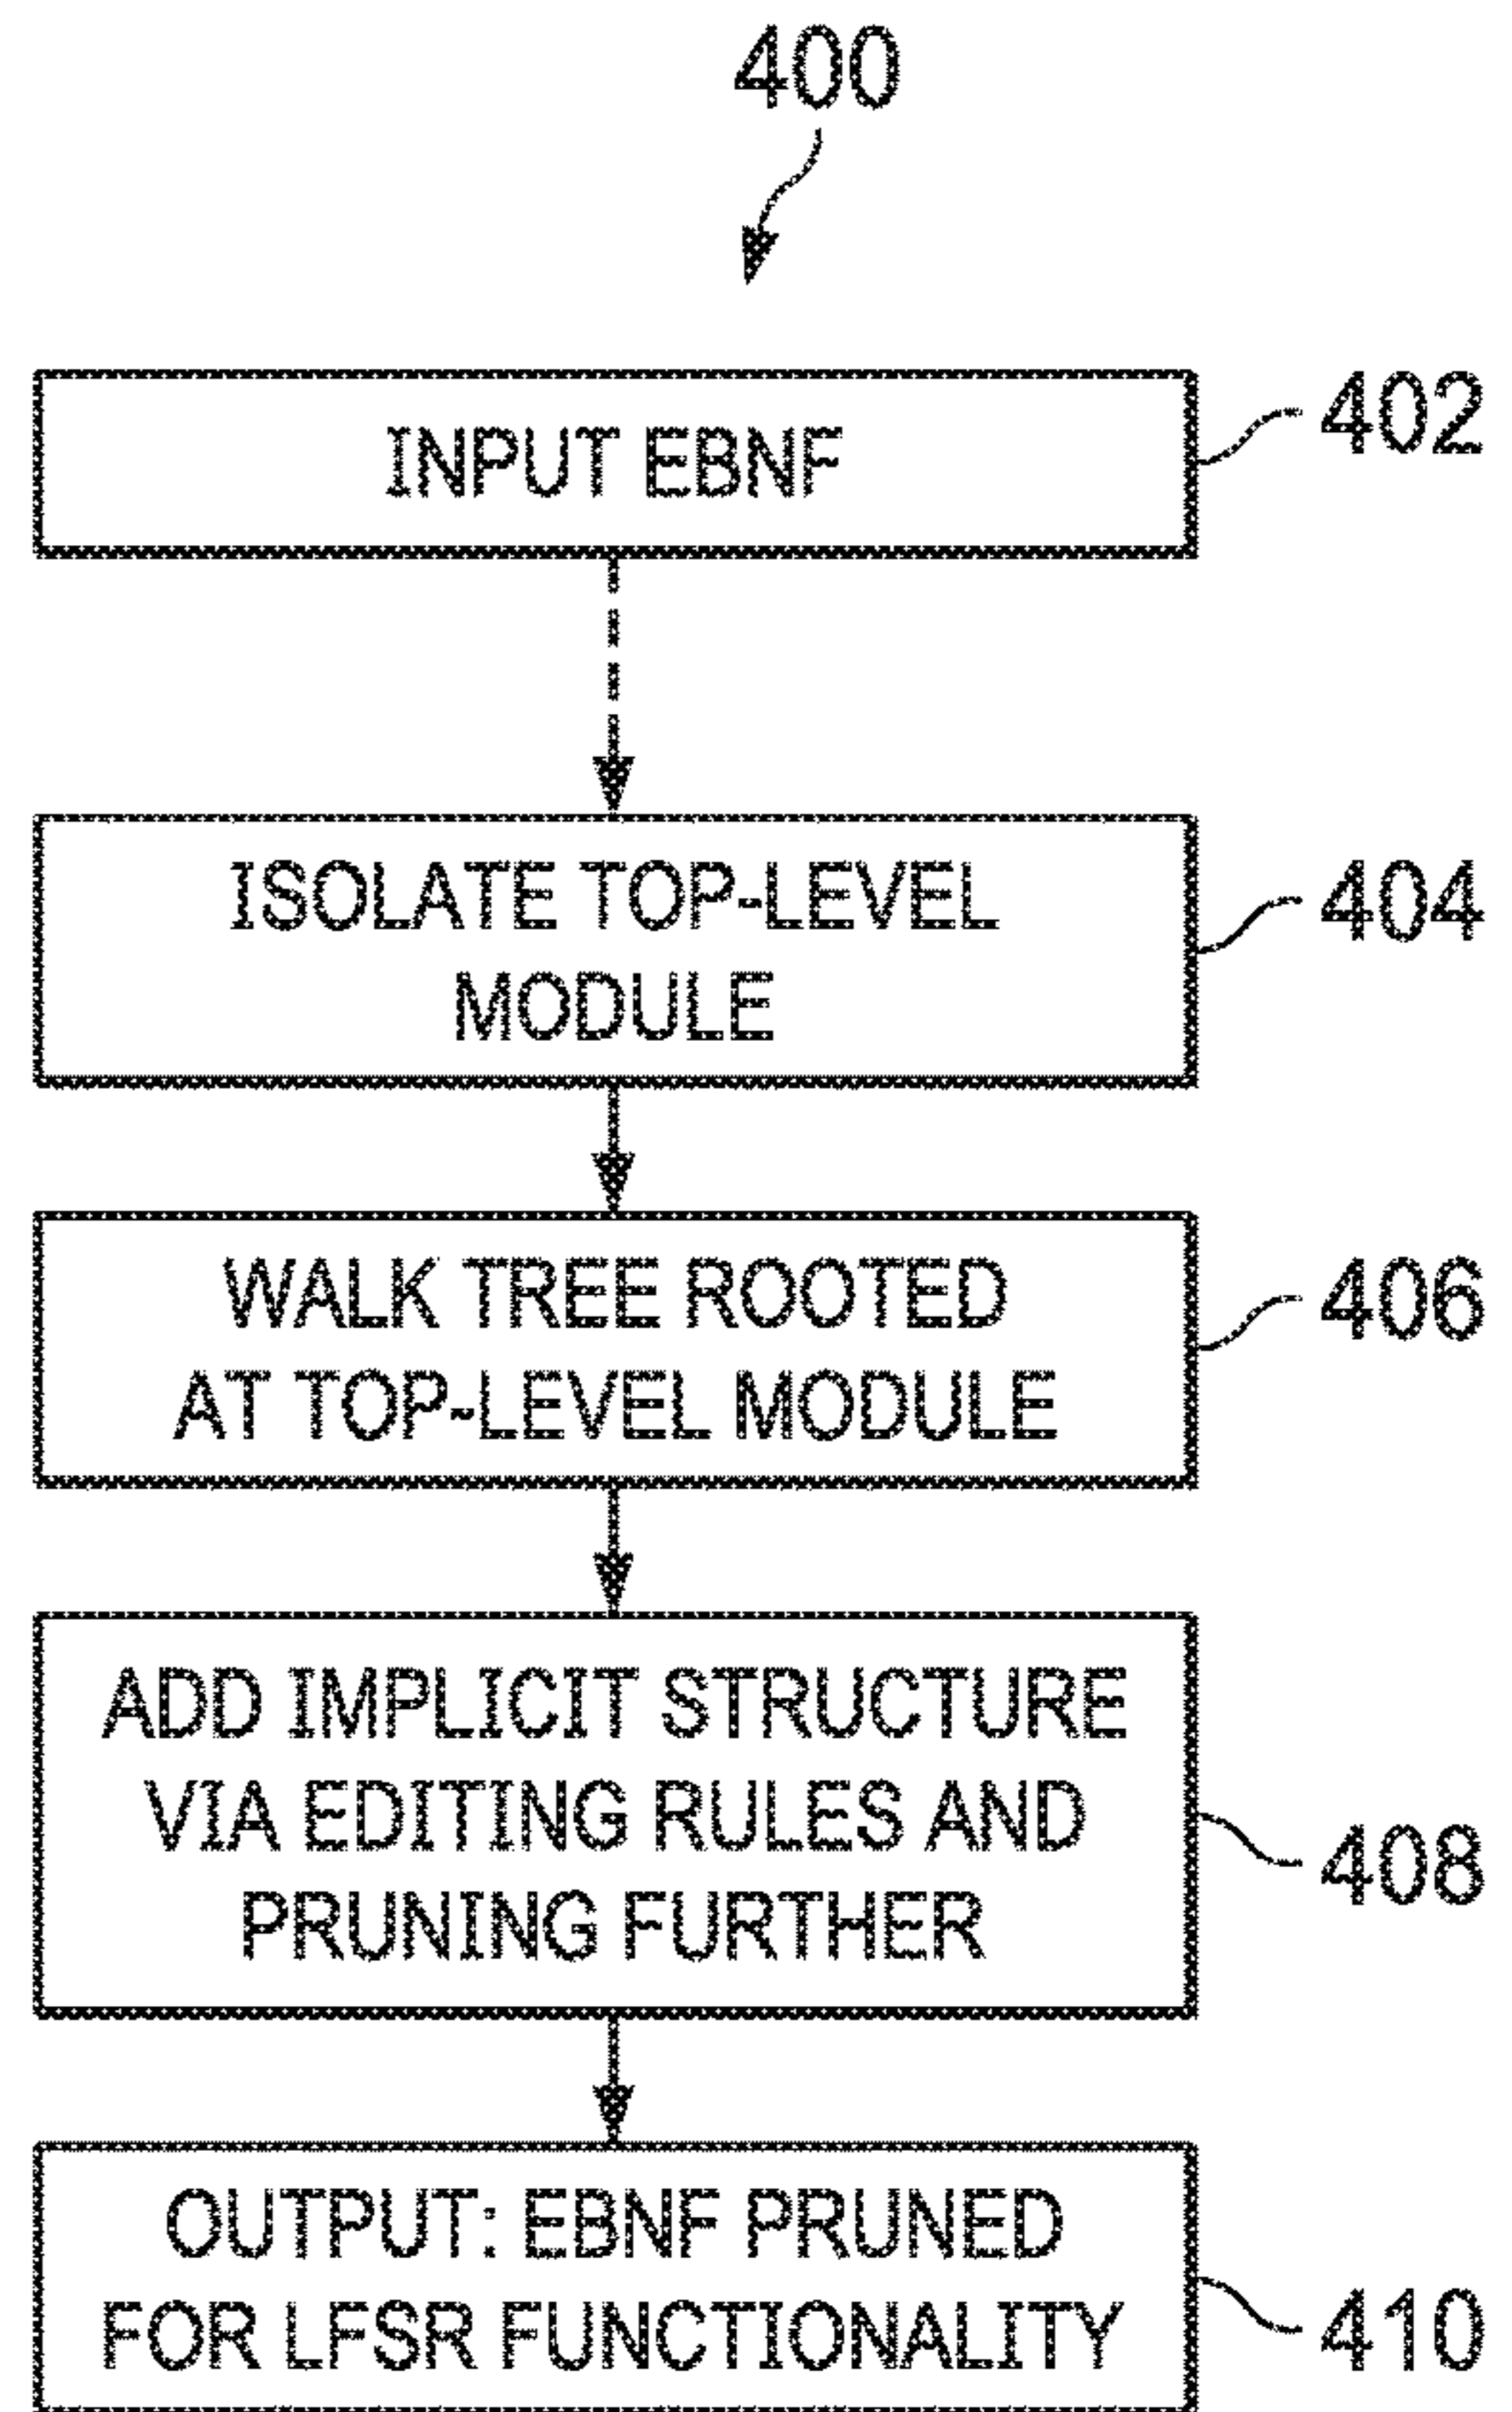 400
INPUT EBNF
402
ISOLATE TOP-LEVEL
MODULE
404
WALK TREE ROOTED
AT TOP-LEVEL MODULE
406
ADD IMPLICIT STRUCTURE
VIA EDITING RULES AND
PRUNING FURTHER
408
OUTPUT: EBNF PRUNED
FOR LFSR FUNCTIONALITY
410